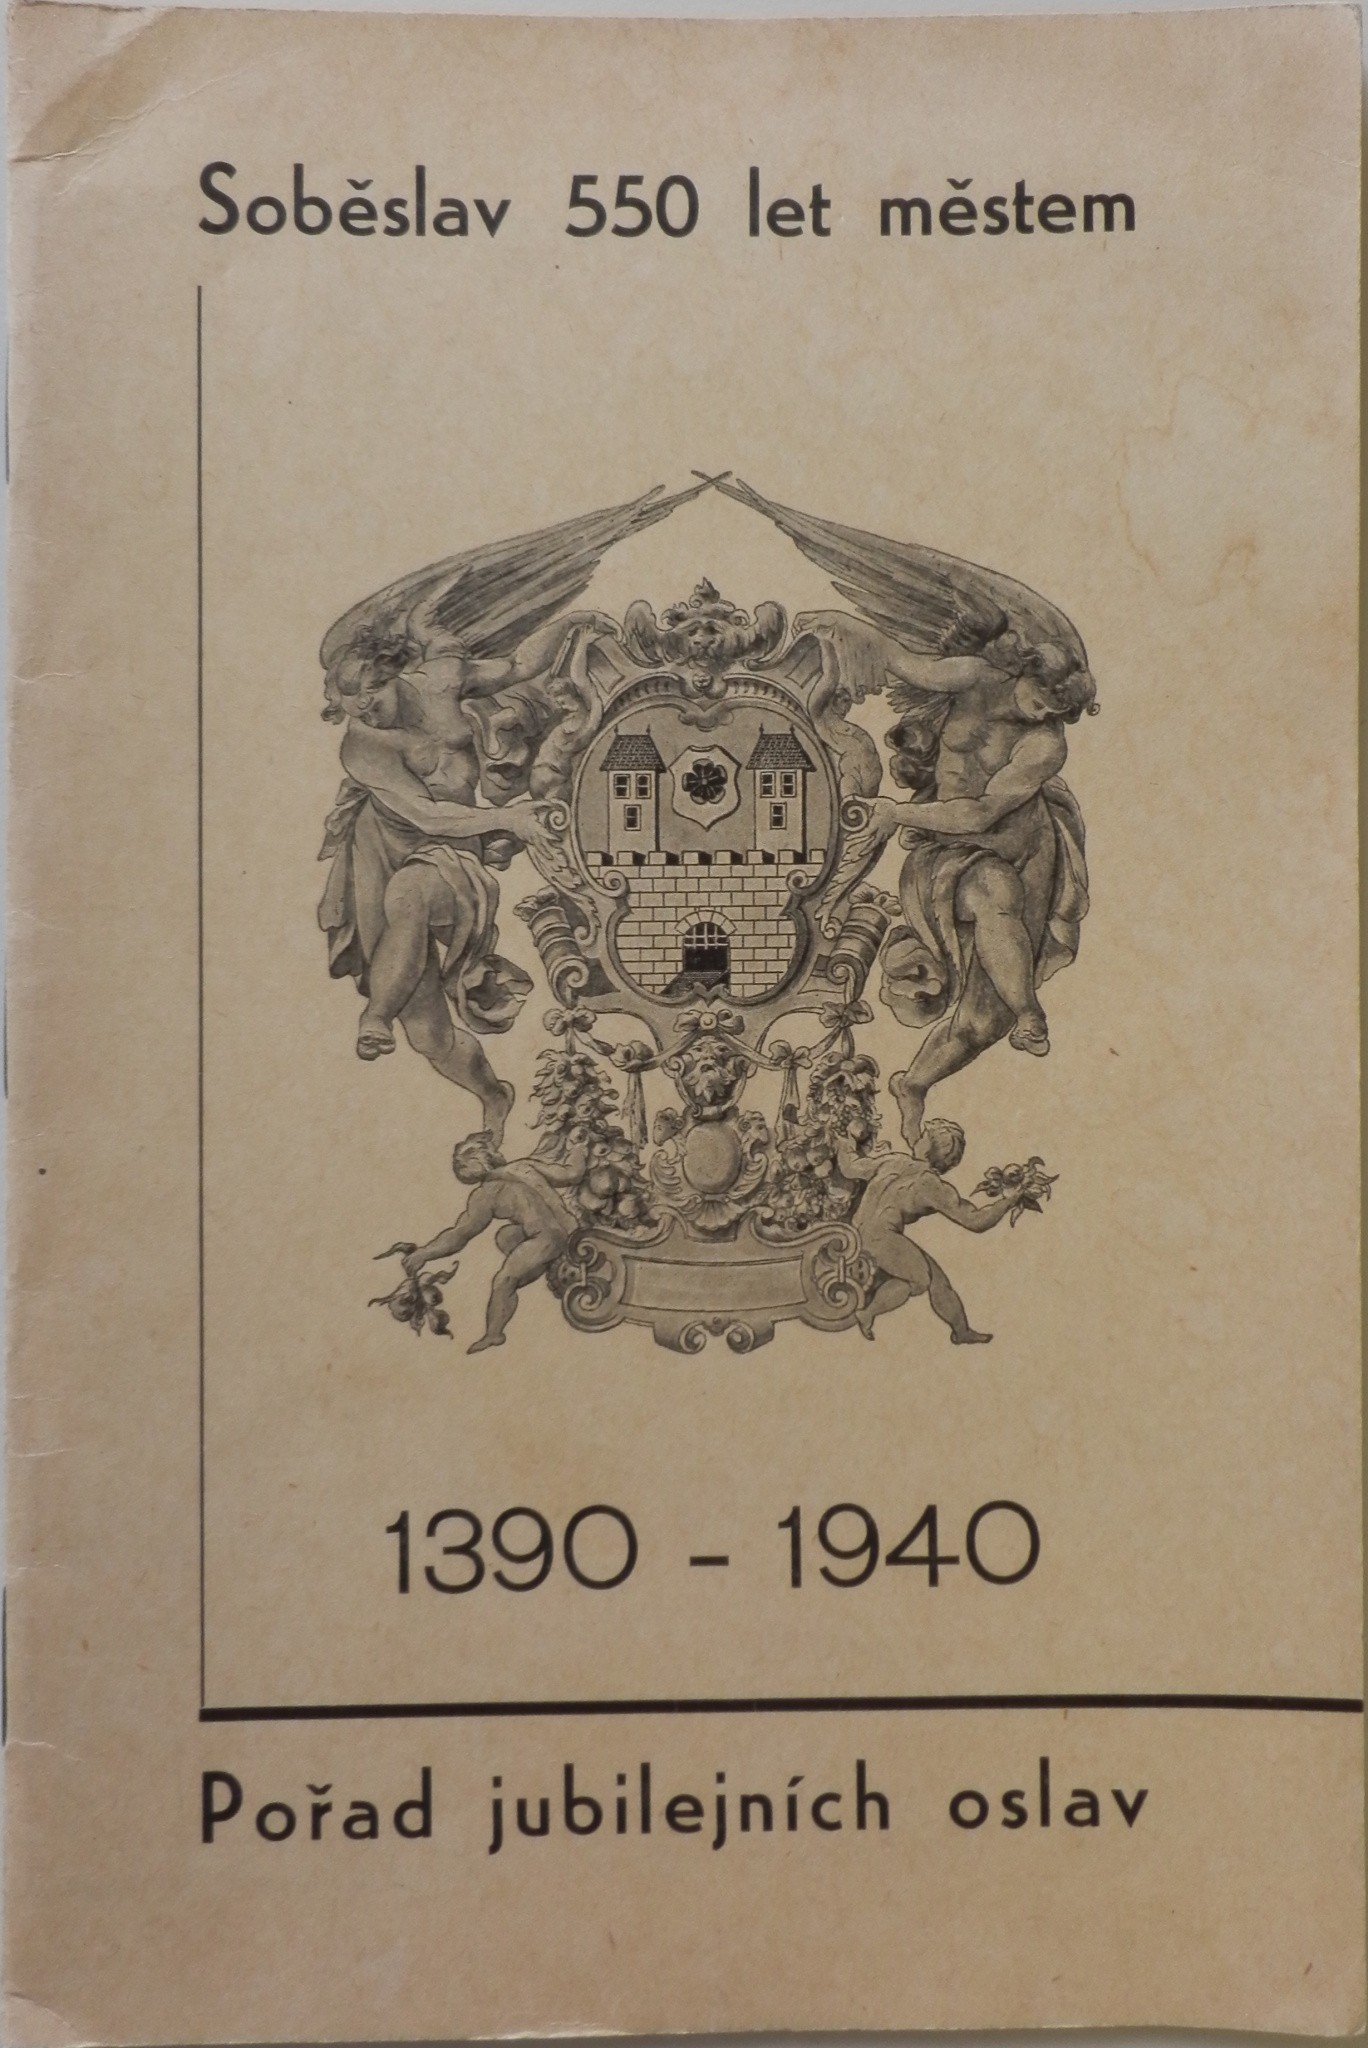 Soběslav 550 let městem
1390 - 1940
Pořad jubilejních oslav